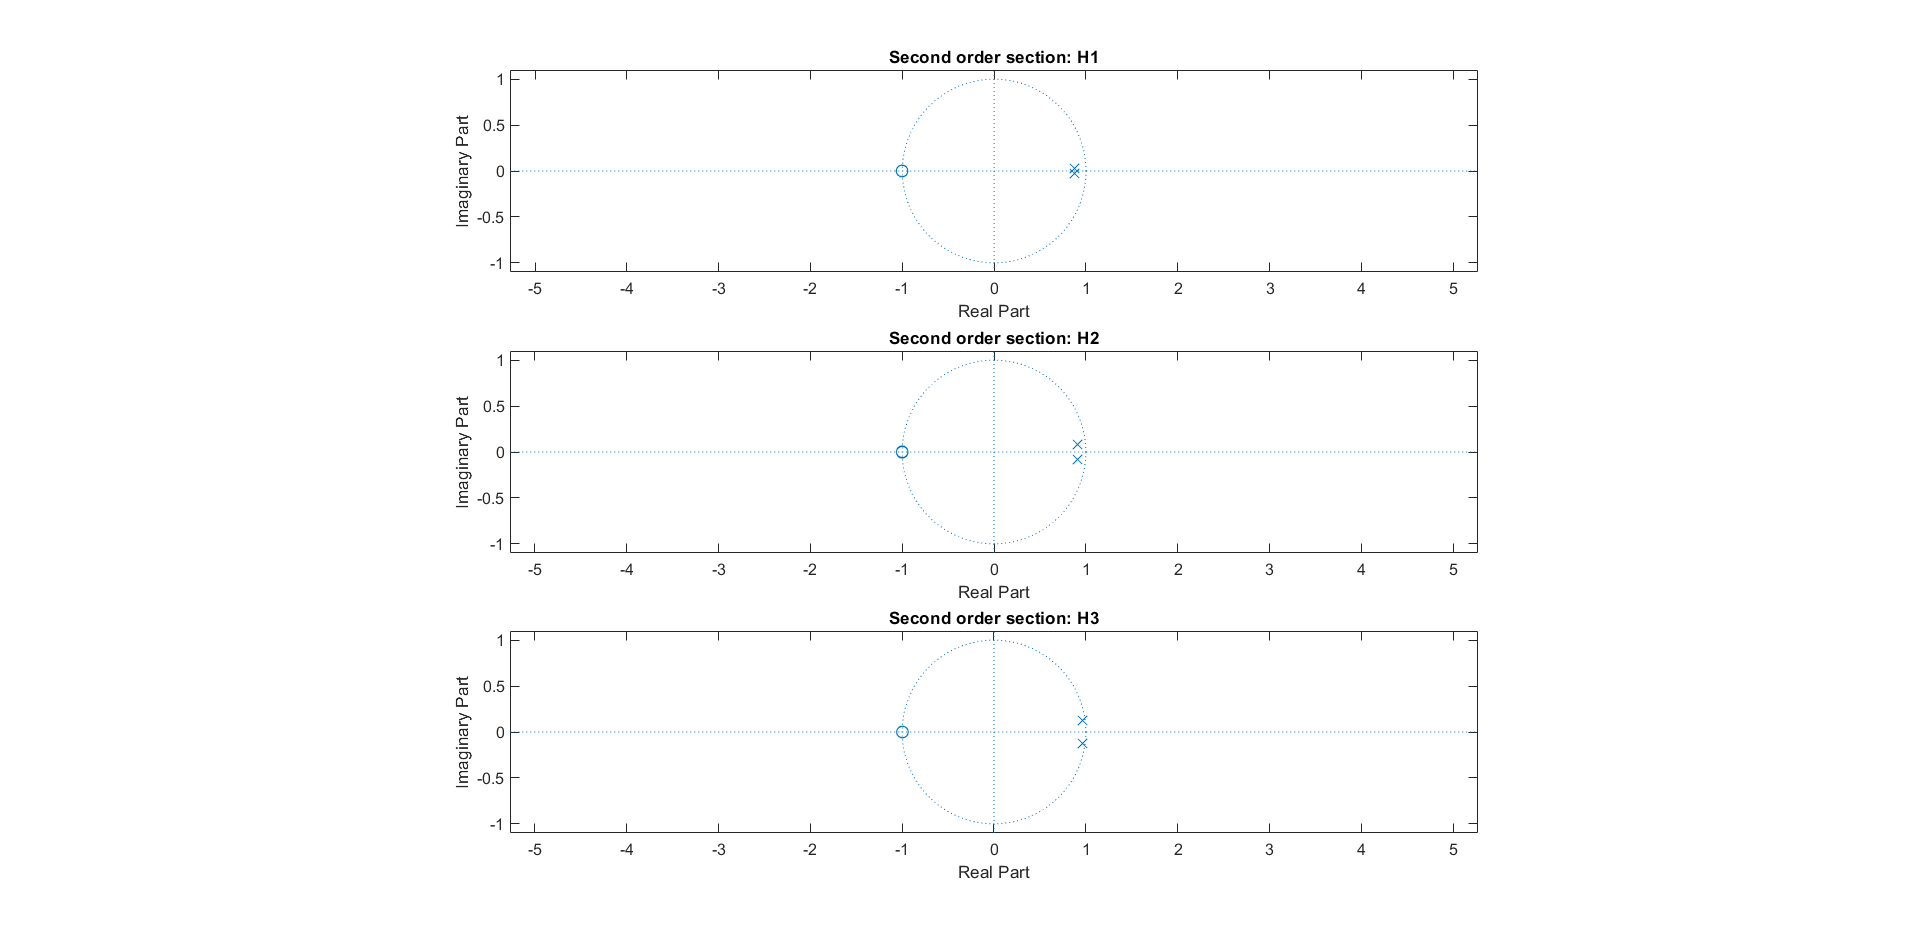 Second order section: H1
1
0.5
0
-0.5
-1
Imaginary Part
-5 -4 -3 -2 -1 0 1 2 3 4 5
Real Part
Second order section: H2
1
0.5
0
-0.5
-1
Imaginary Part
-5 -4 -3 -2 -1 0 1 2 3 4 5
Real Part
Second order section: H3
1
0.5
0
-0.5
-1
Imaginary Part
-5 -4 -3 -2 -1 0 1 2 3 4 5
Real Part